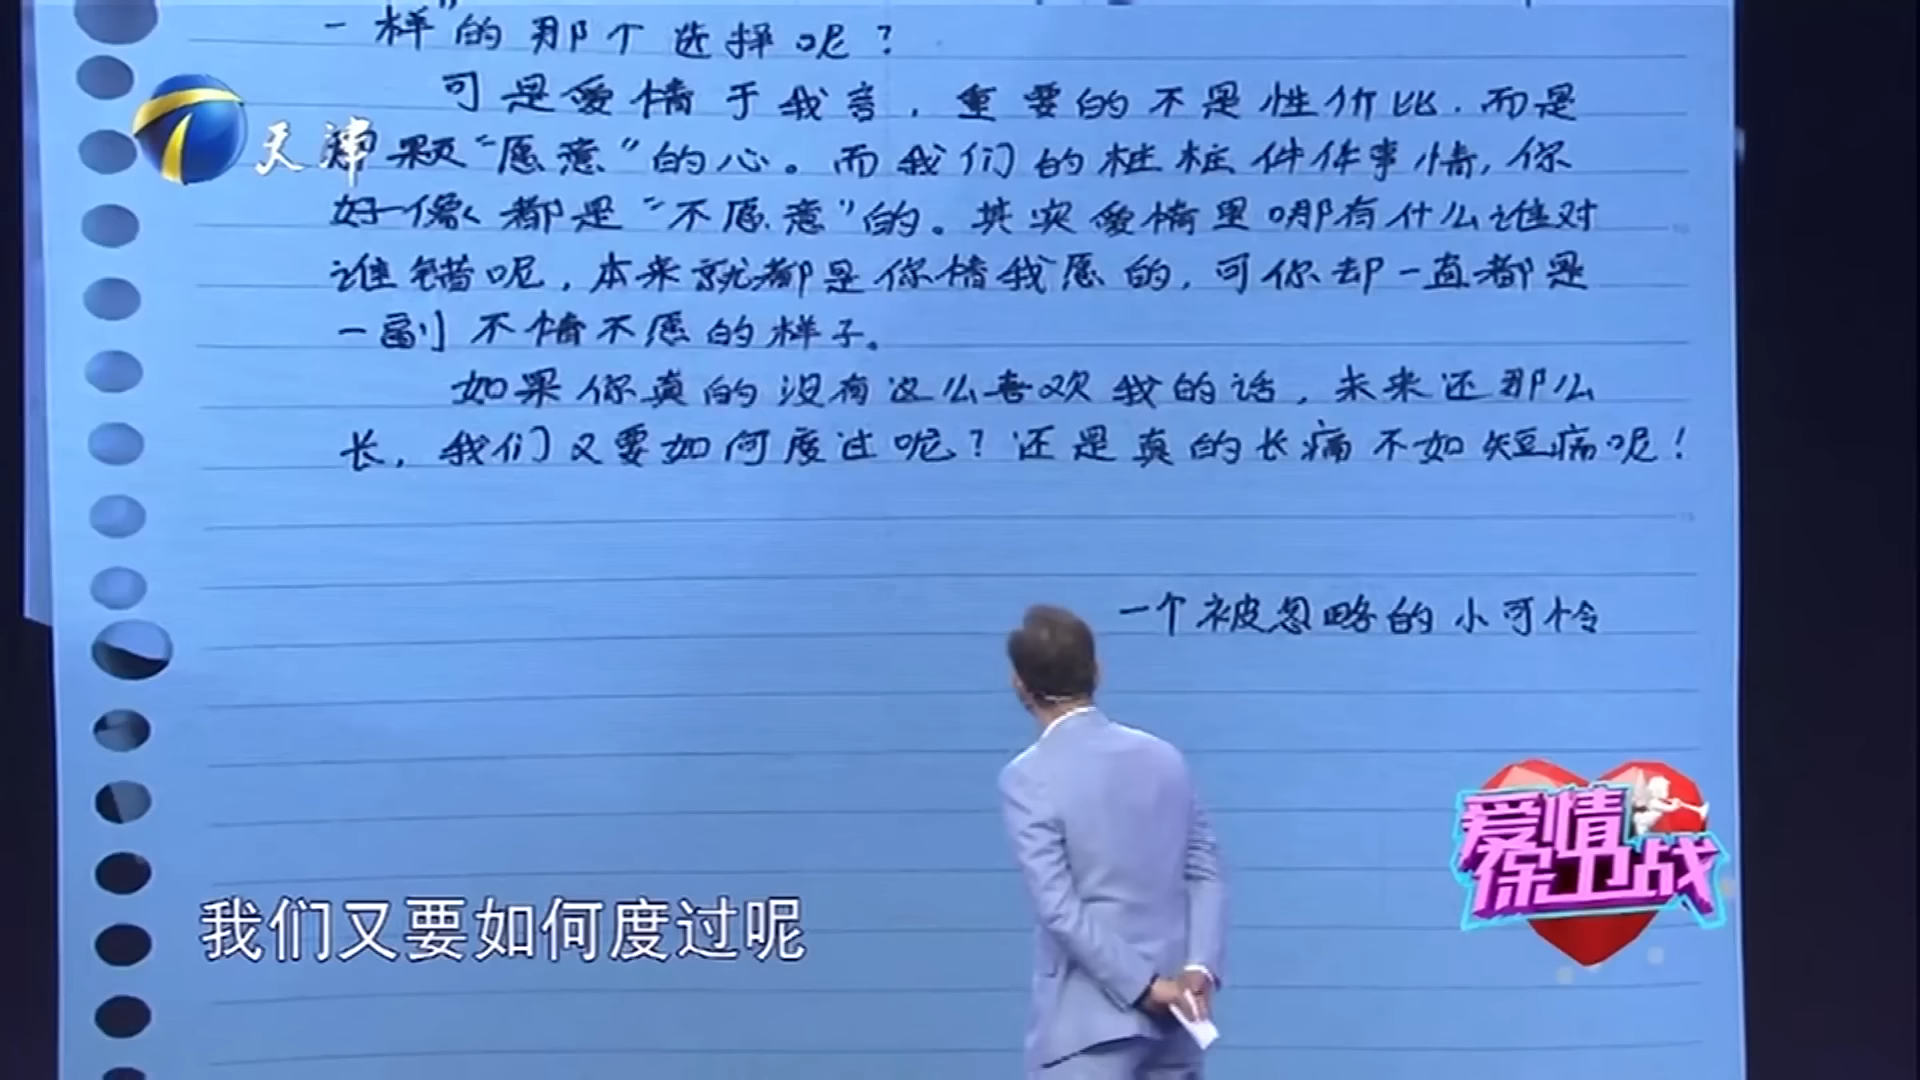 一样”的那个选择呢？
可是爱情于我言，重要的不是性价比．而是
颗“愿意”的心。而我们的桩桩件件事情，你
好像都是“不愿意”的。其实爱情里哪有什么谁对
谁错呢，本来就都是你情我愿的，可你却一直都是
一副不情不愿的样子。
如果你真的没有这么喜欢我的话，未来还那么
长，我们又要如何度过呢？还是真的长痛不如短痛呢！
一个被忽略的小可怜
天津
爱情
保卫战
我们又要如何度过呢